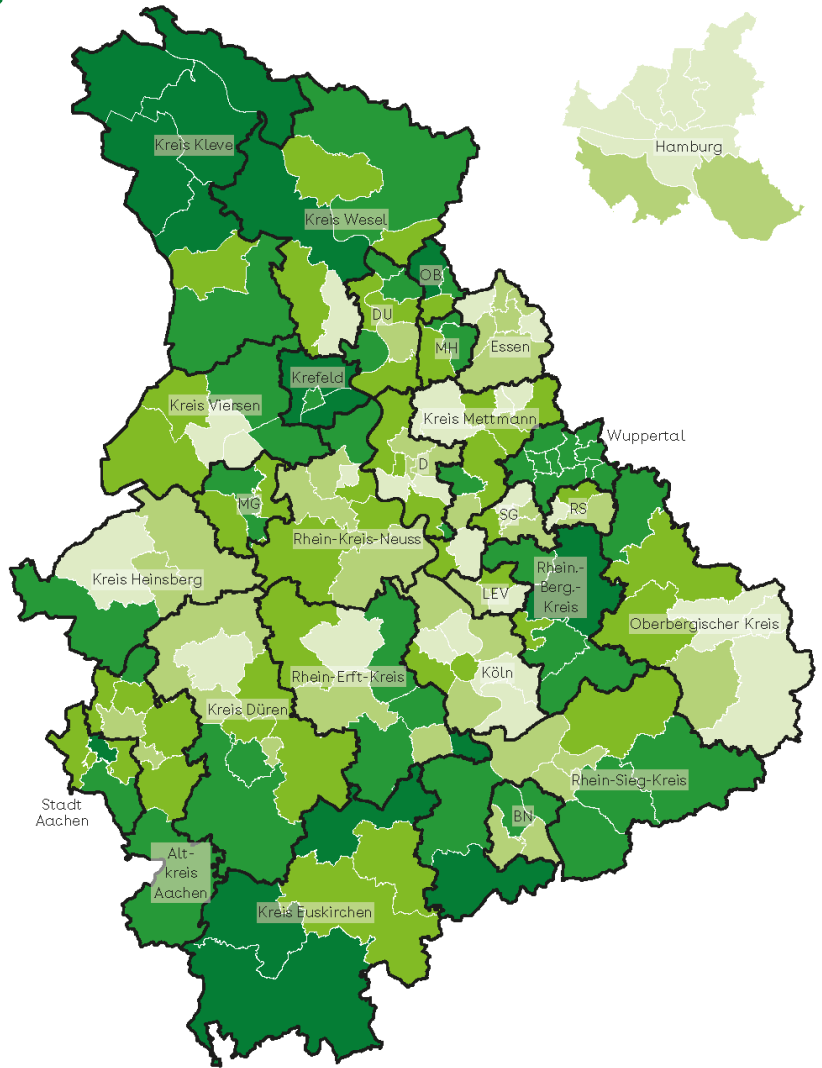 Hamburg
Kreis Kleve
Kreis Wesel
OB
DU
MH
Essen
Krefeld
Kreis Viersen
Kreis Mettmann
Wuppertal
D
MG
SG
RS
Rhein-Kreis-Neuss
Kreis Heinsberg
Rhein.-
Berg.-
Kreis
LEV
Oberbergischer Kreis
Rhein-Erft-Kreis
Köln
Kreis Düren
Rhein-Sieg-Kreis
Stadt
Aachen
BN
Alt-
kreis
Aachen
Kreis Euskirchen